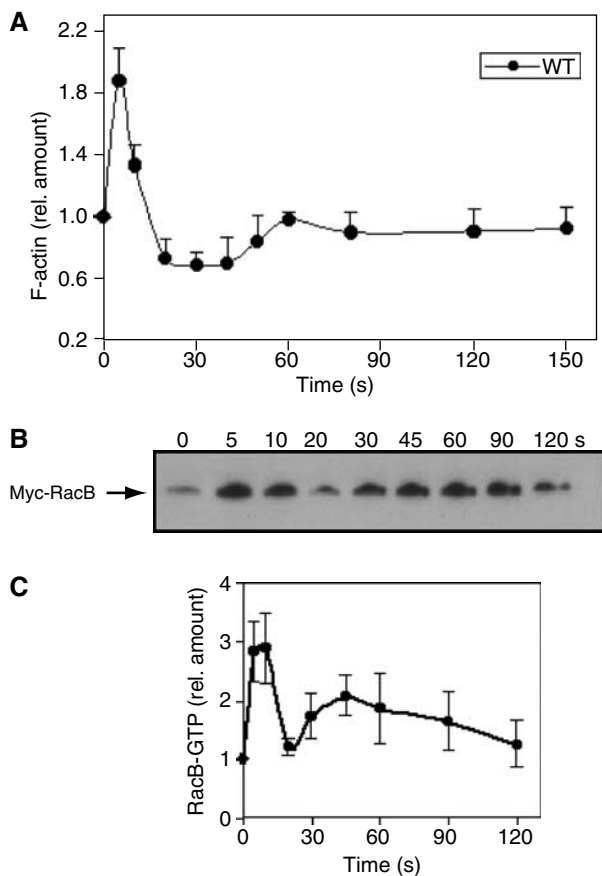 A
F-actin (rel. amount)
2.2
1.8
1.4
1.0
0.6
0.2
WT
0 30 60 90 120 150
Time (s)
B
0 5 10 20 30 45 60 90 120 s
Myc-RacB
C
RacB-GTP (rel. amount)
4
3
2
1
0
0 30 60 90 120
Time (s)